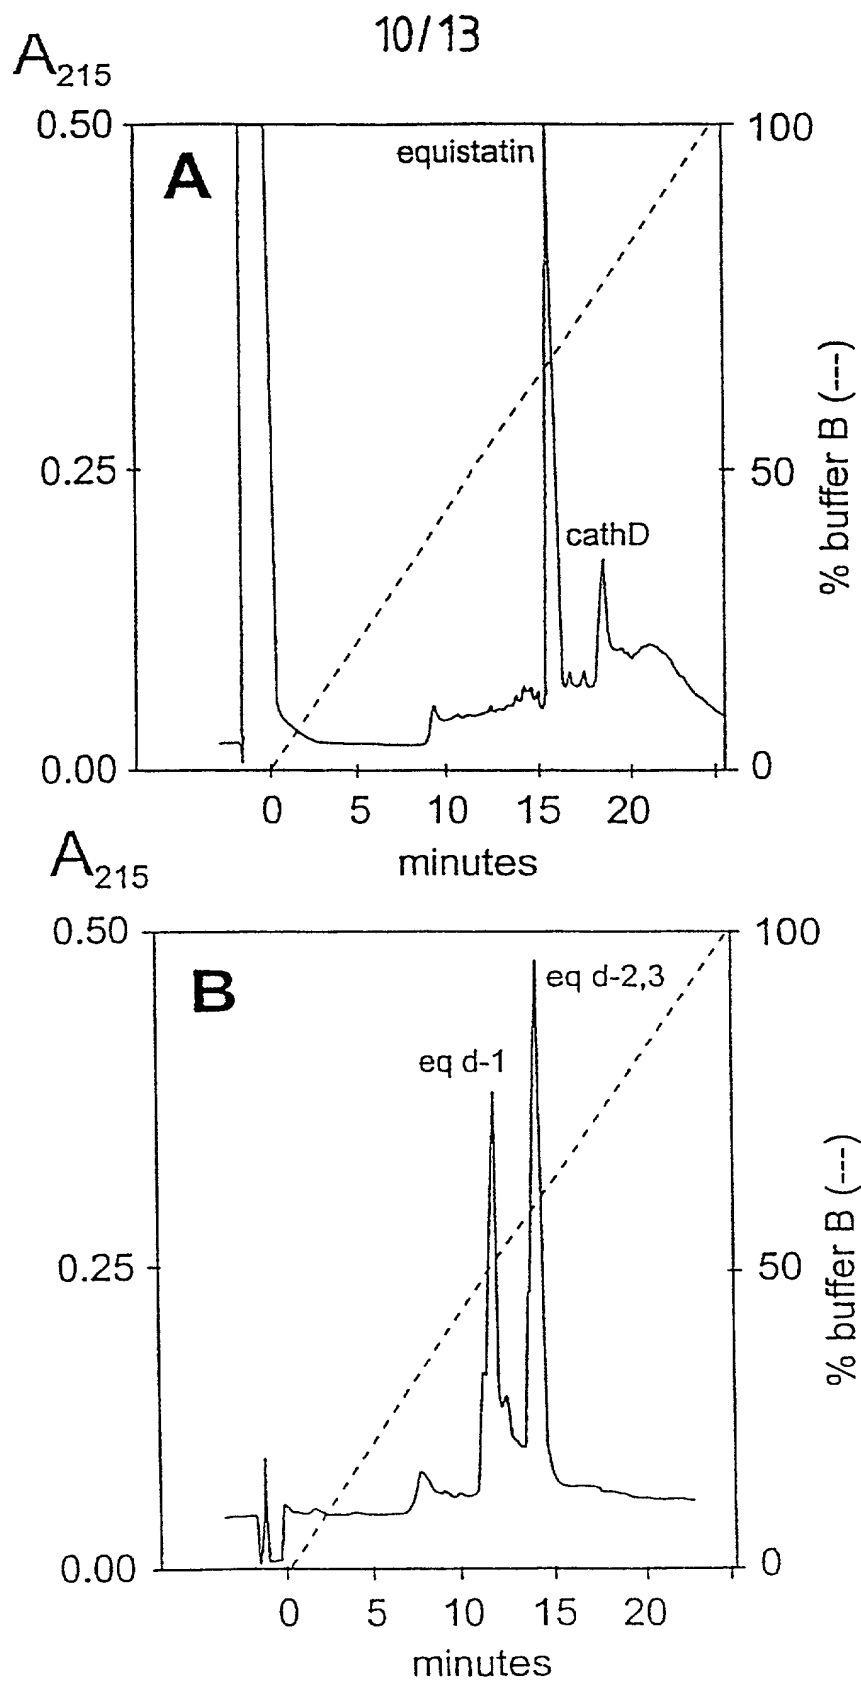 10/13
A215
0.50 100
equistatin
A
0.25 50
cathD
% buffer B (---)
0.00 0
0 5 10 15 20
minutes
A215
0.50 100
B
eq d-2,3
eq d-1
0.25 50
% buffer B (---)
0.00 0
0 5 10 15 20
minutes